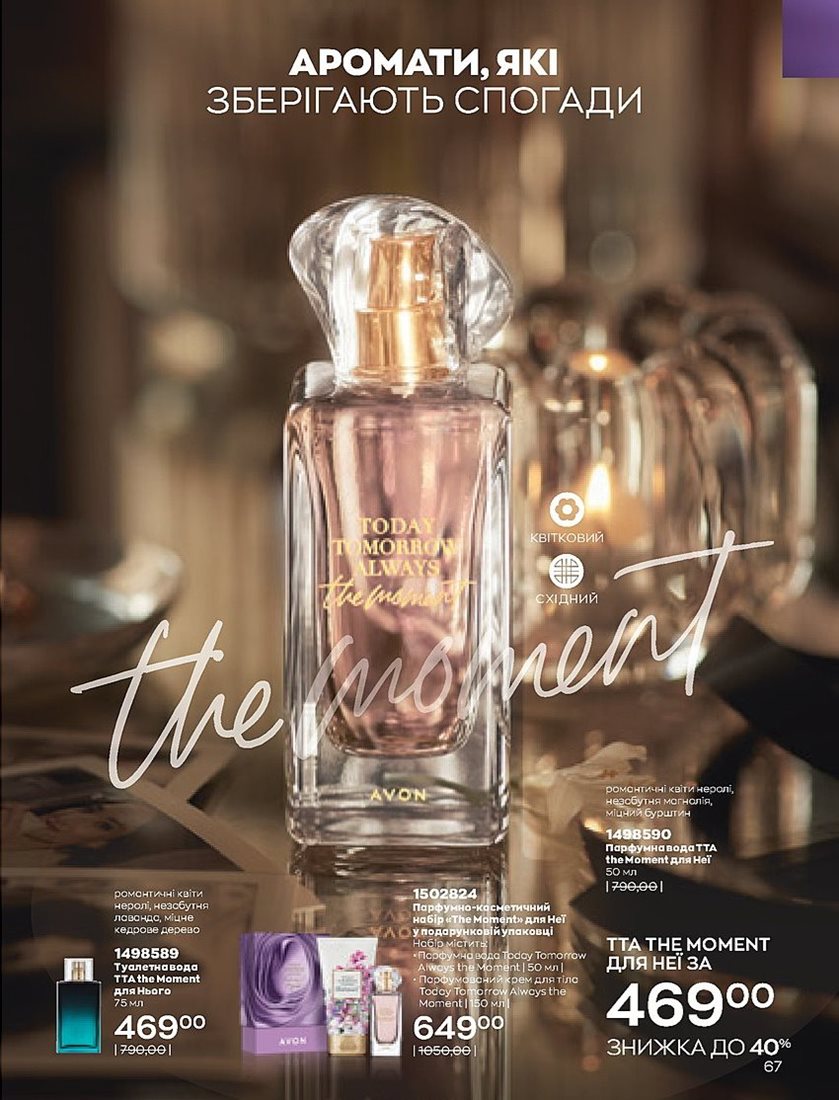 АРОМАТИ, ЯКІ
ЗБЕРІГАЮТЬ СПОГАДИ
TODAY
TOMORROW
ALWAYS
the moment
КВІТКОВИЙ
СХІДНИЙ
the moment
AVON
романтичні квіти неролі,
незабутня магнолія,
міцний бурштин
1498590
Парфумна вода ТТА
the Moment для Неї
50 мл
|790,00|
романтичні квіти
неролі, незабутня
лаванда, міцне
кедрове дерево
1498589
Туалетна вода
ТТА the Moment
для Нього
75 мл
469⁰⁰
|790,00|
AVON
1502824
Парфумно-косметичний
набір «The Moment» для Неї
у подарунковій упаковці
Набір містить:
• Парфумна вода Today Tomorrow
Always the Moment | 50 мл |
• Парфумований крем для тіла
Today Tomorrow Always the
Moment | 150 мл |
649⁰⁰
|1050,00|
ТТА THE MOMENT
ДЛЯ НЕЇ ЗА
469⁰⁰
ЗНИЖКА ДО 40%
67